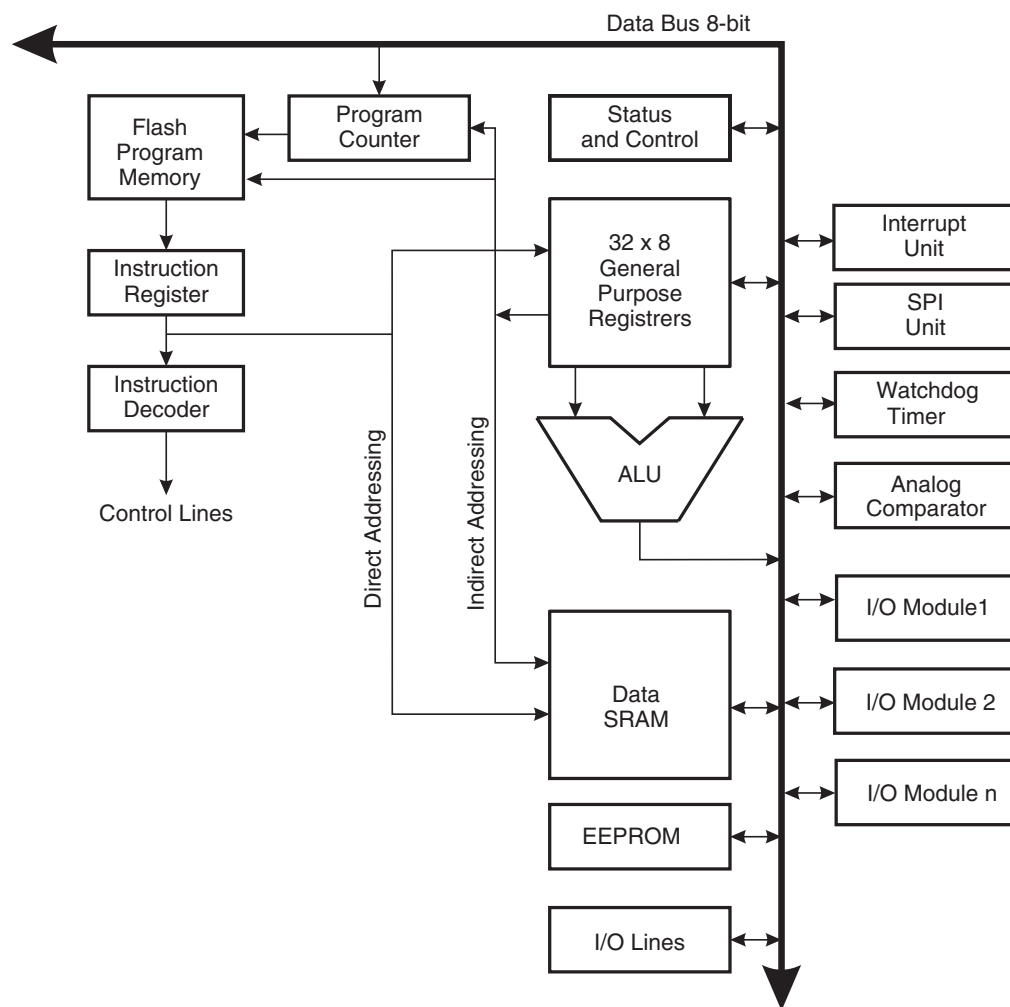 Data Bus 8-bit
Flash
Program
Memory
Program
Counter
Status
and Control
Interrupt
Unit
32 x 8
General
Purpose
Registrers
Instruction
Register
SPI
Unit
Instruction
Decoder
Watchdog
Timer
ALU
Analog
Comparator
Control Lines
Direct Addressing
Indirect Addressing
I/O Module1
Data
SRAM
I/O Module 2
I/O Module n
EEPROM
I/O Lines